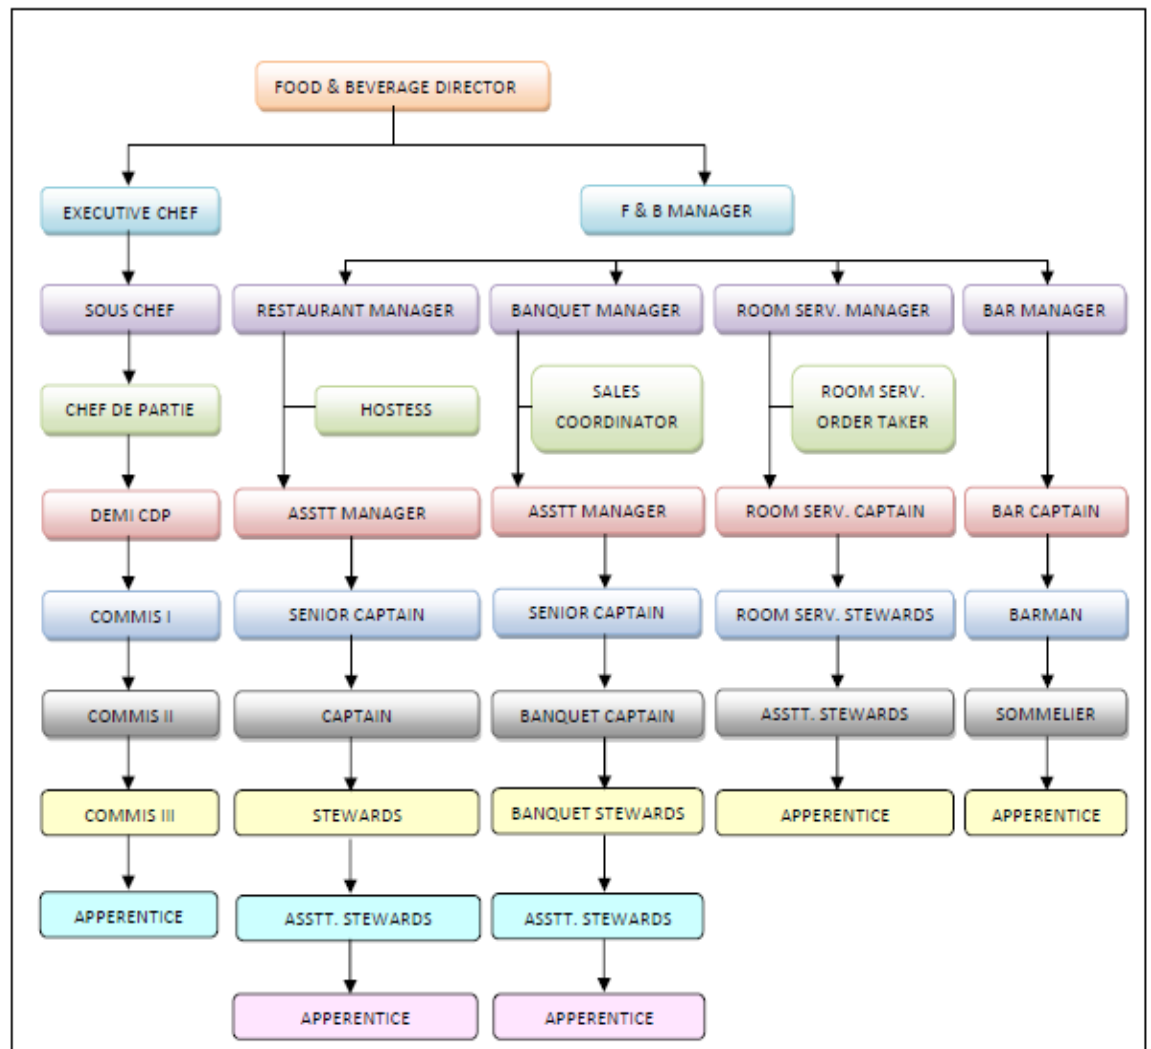 FOOD & BEVERAGE DIRECTOR
EXECUTIVE CHEF
F & B MANAGER
SOUS CHEF
RESTAURANT MANAGER
BANQUET MANAGER
ROOM SERV. MANAGER
BAR MANAGER
CHEF DE PARTIE
HOSTESS
SALES
COORDINATOR
ROOM SERV.
ORDER TAKER
DEMI CDP
ASSTT MANAGER
ASSTT MANAGER
ROOM SERV. CAPTAIN
BAR CAPTAIN
COMMIS I
SENIOR CAPTAIN
SENIOR CAPTAIN
ROOM SERV. STEWARDS
BARMAN
COMMIS II
CAPTAIN
BANQUET CAPTAIN
ASSTT. STEWARDS
SOMMELIER
COMMIS III
STEWARDS
BANQUET STEWARDS
APPERENTICE
APPERENTICE
APPERENTICE
ASSTT. STEWARDS
ASSTT. STEWARDS
APPERENTICE
APPERENTICE